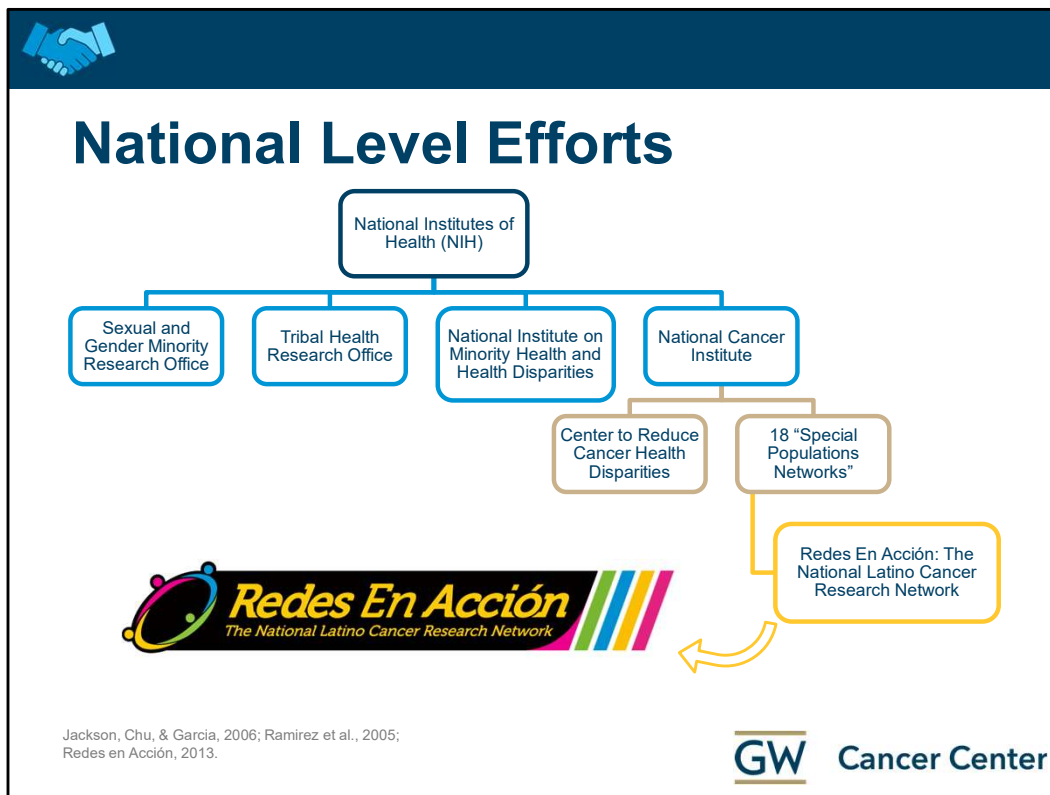 National Level Efforts
National Institutes of
Health (NIH)
Sexual and
Gender Minority
Research Office
Tribal Health
Research Office
National Institute on
Minority Health and
Health Disparities
National Cancer
Institute
Center to Reduce
Cancer Health
Disparities
18 “Special
Populations
Networks”
Redes En Acción: The
National Latino Cancer
Research Network
Redes En Acción
The National Latino Cancer Research Network
Jackson, Chu, & Garcia, 2006; Ramirez et al., 2005;
Redes en Acción, 2013.
GW Cancer Center